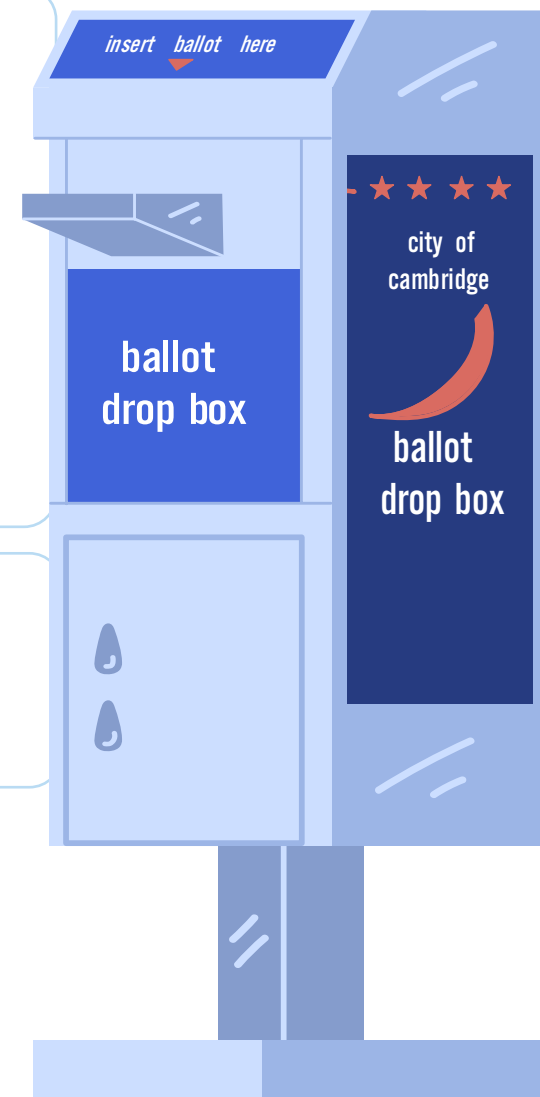 insert ballot here
city of
cambridge
ballot
drop box
ballot
drop box